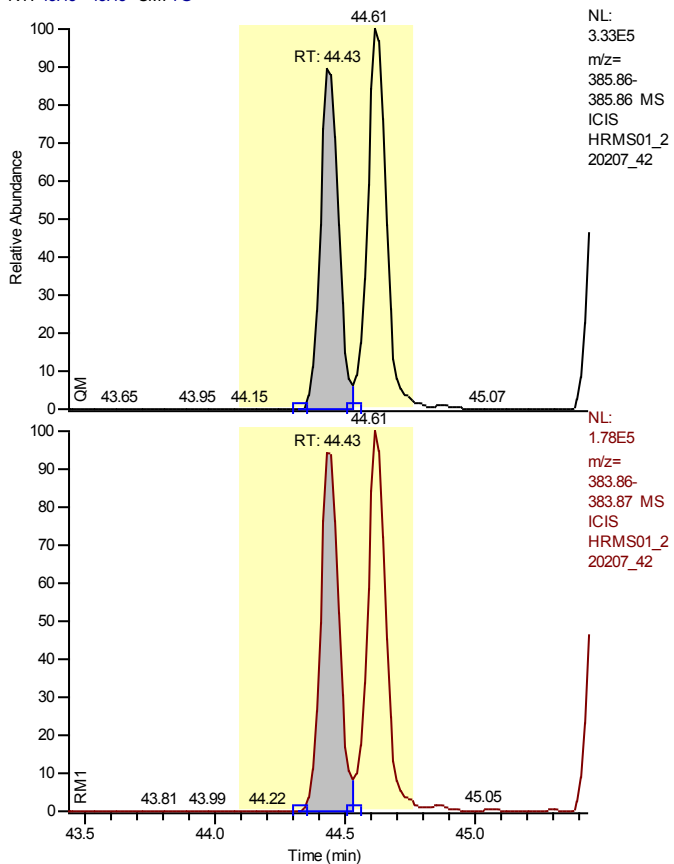 44.61
RT: 44.43
NL:
3.33E5
m/z=
385.86-
385.86 MS
ICIS
HRMS01_2
20207_42
100
90
80
70
60
50
40
30
20
10
0
Relative Abundance
QM
43.65
43.95
44.15
45.07
44.61
RT: 44.43
NL:
1.78E5
m/z=
383.86-
383.87 MS
ICIS
HRMS01_2
20207_42
100
90
80
70
60
50
40
30
20
10
0
RM1
43.81
43.99
44.22
45.05
43.5
44.0
44.5
45.0
Time (min)